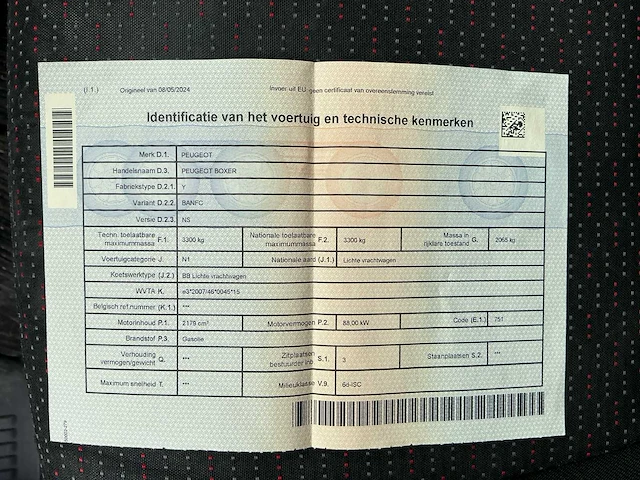 (I.1.) Origineel van 08/05/2024 Invoer uit EU -geen certificaat van overeenstemming vereist
Identificatie van het voertuig en technische kenmerken
Merk D.1. PEUGEOT
Handelsnaam D.3. PEUGEOT BOXER
Fabriekstype D.2.1. Y
Variant D.2.2. BANFC
Versie D.2.3. NS
Techn. toelaatbare maximummassa F.1. 3300 kg Nationale toelaatbare maximummassa F.2. 3300 kg Massa in rijklare toestand G. 2065 kg
Voertuigcategorie J. N1 Nationale aard (J.1.) Lichte vrachtwagen
Koetswerktype (J.2.) BB Lichte vrachtwagen
WVTA K. e3*2007/46*0045*15
Belgisch ref.nummer (K.1.) ***
Motorinhoud P.1. 2179 cm³ Motorvermogen P.2. 88,00 kW Code (E.1.) 751
Brandstof P.3. Gasolie
Verhouding vermogen/gewicht Q. *** Zitplaatsen bestuurder inb. S.1. 3 Staanplaatsen S.2. ***
Maximum snelheid T. *** Milieuklasse V.9. 6d-ISC